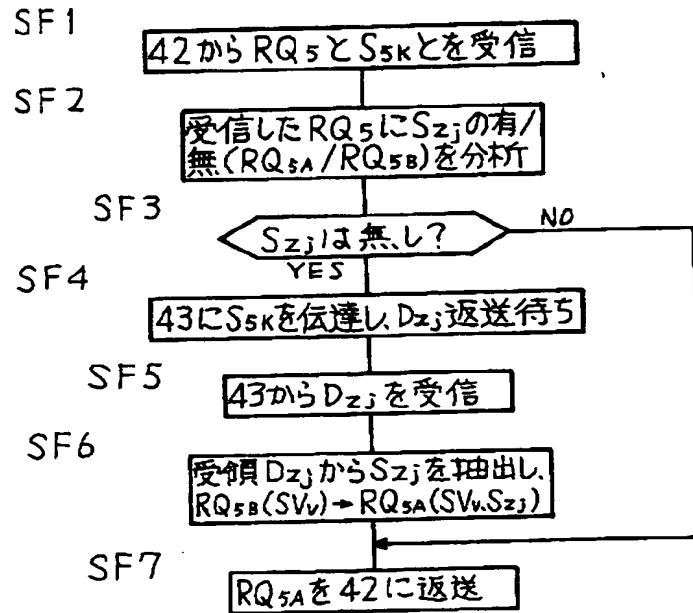 SF1
42からRQ5とS5Kとを受信
SF2
受信したRQ5にSzjの有/
無(RQ5A/RQ5B)を分析
SF3
Szjは無し?
NO
YES
SF4
43にS5Kを伝達し、Dzj返送待ち
SF5
43からDzjを受信
SF6
受領DzjからSzjを抽出し、
RQ5B(SVv)→RQ5A(SVv.Szj)
SF7
RQ5Aを42に返送